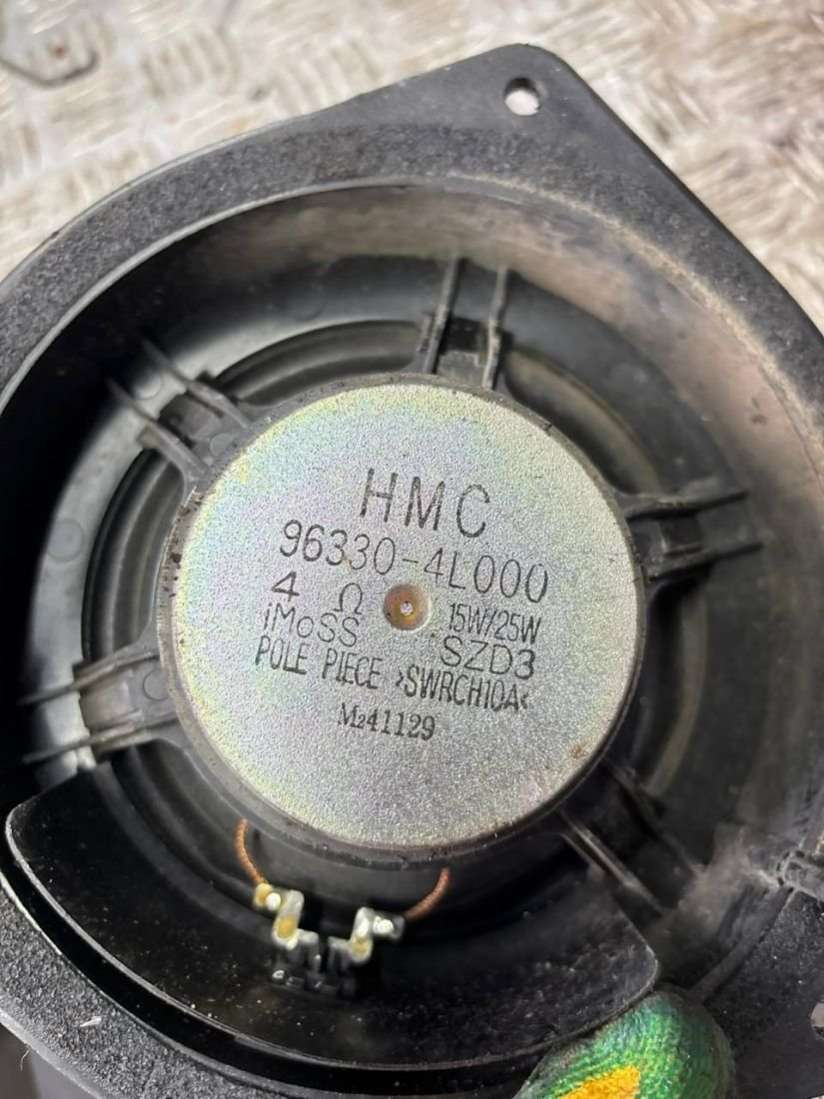 HMC
96330-4L000
4 Ω 15W/25W
iMoSS SZD3
POLE PIECE >SWRCH10A<
M241129